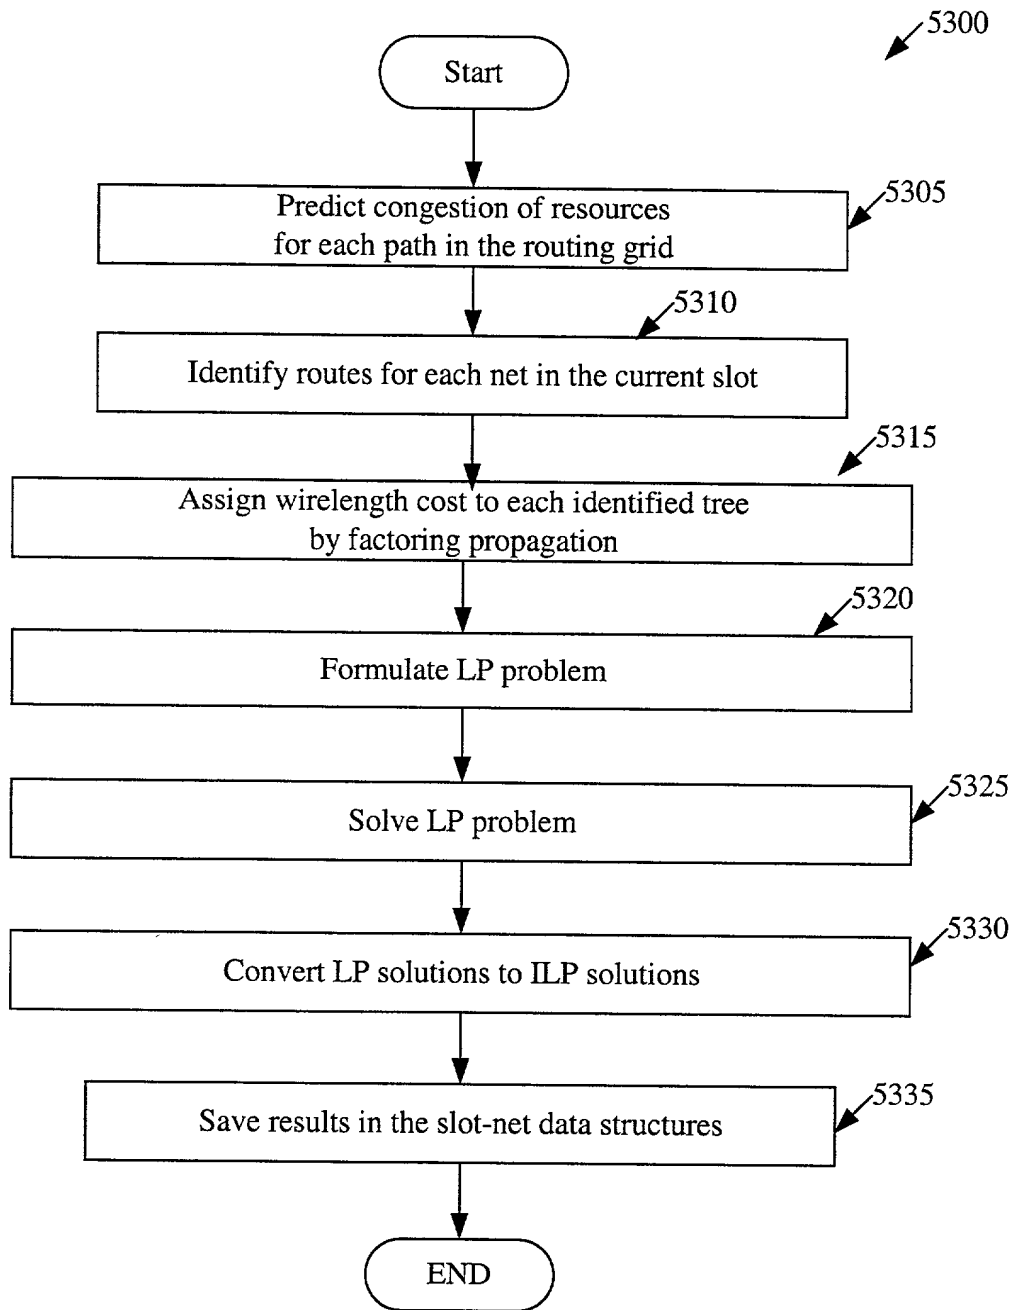 5300
Start
5305
Predict congestion of resources
for each path in the routing grid
5310
Identify routes for each net in the current slot
5315
Assign wirelength cost to each identified tree
by factoring propagation
5320
Formulate LP problem
5325
Solve LP problem
5330
Convert LP solutions to ILP solutions
5335
Save results in the slot-net data structures
END